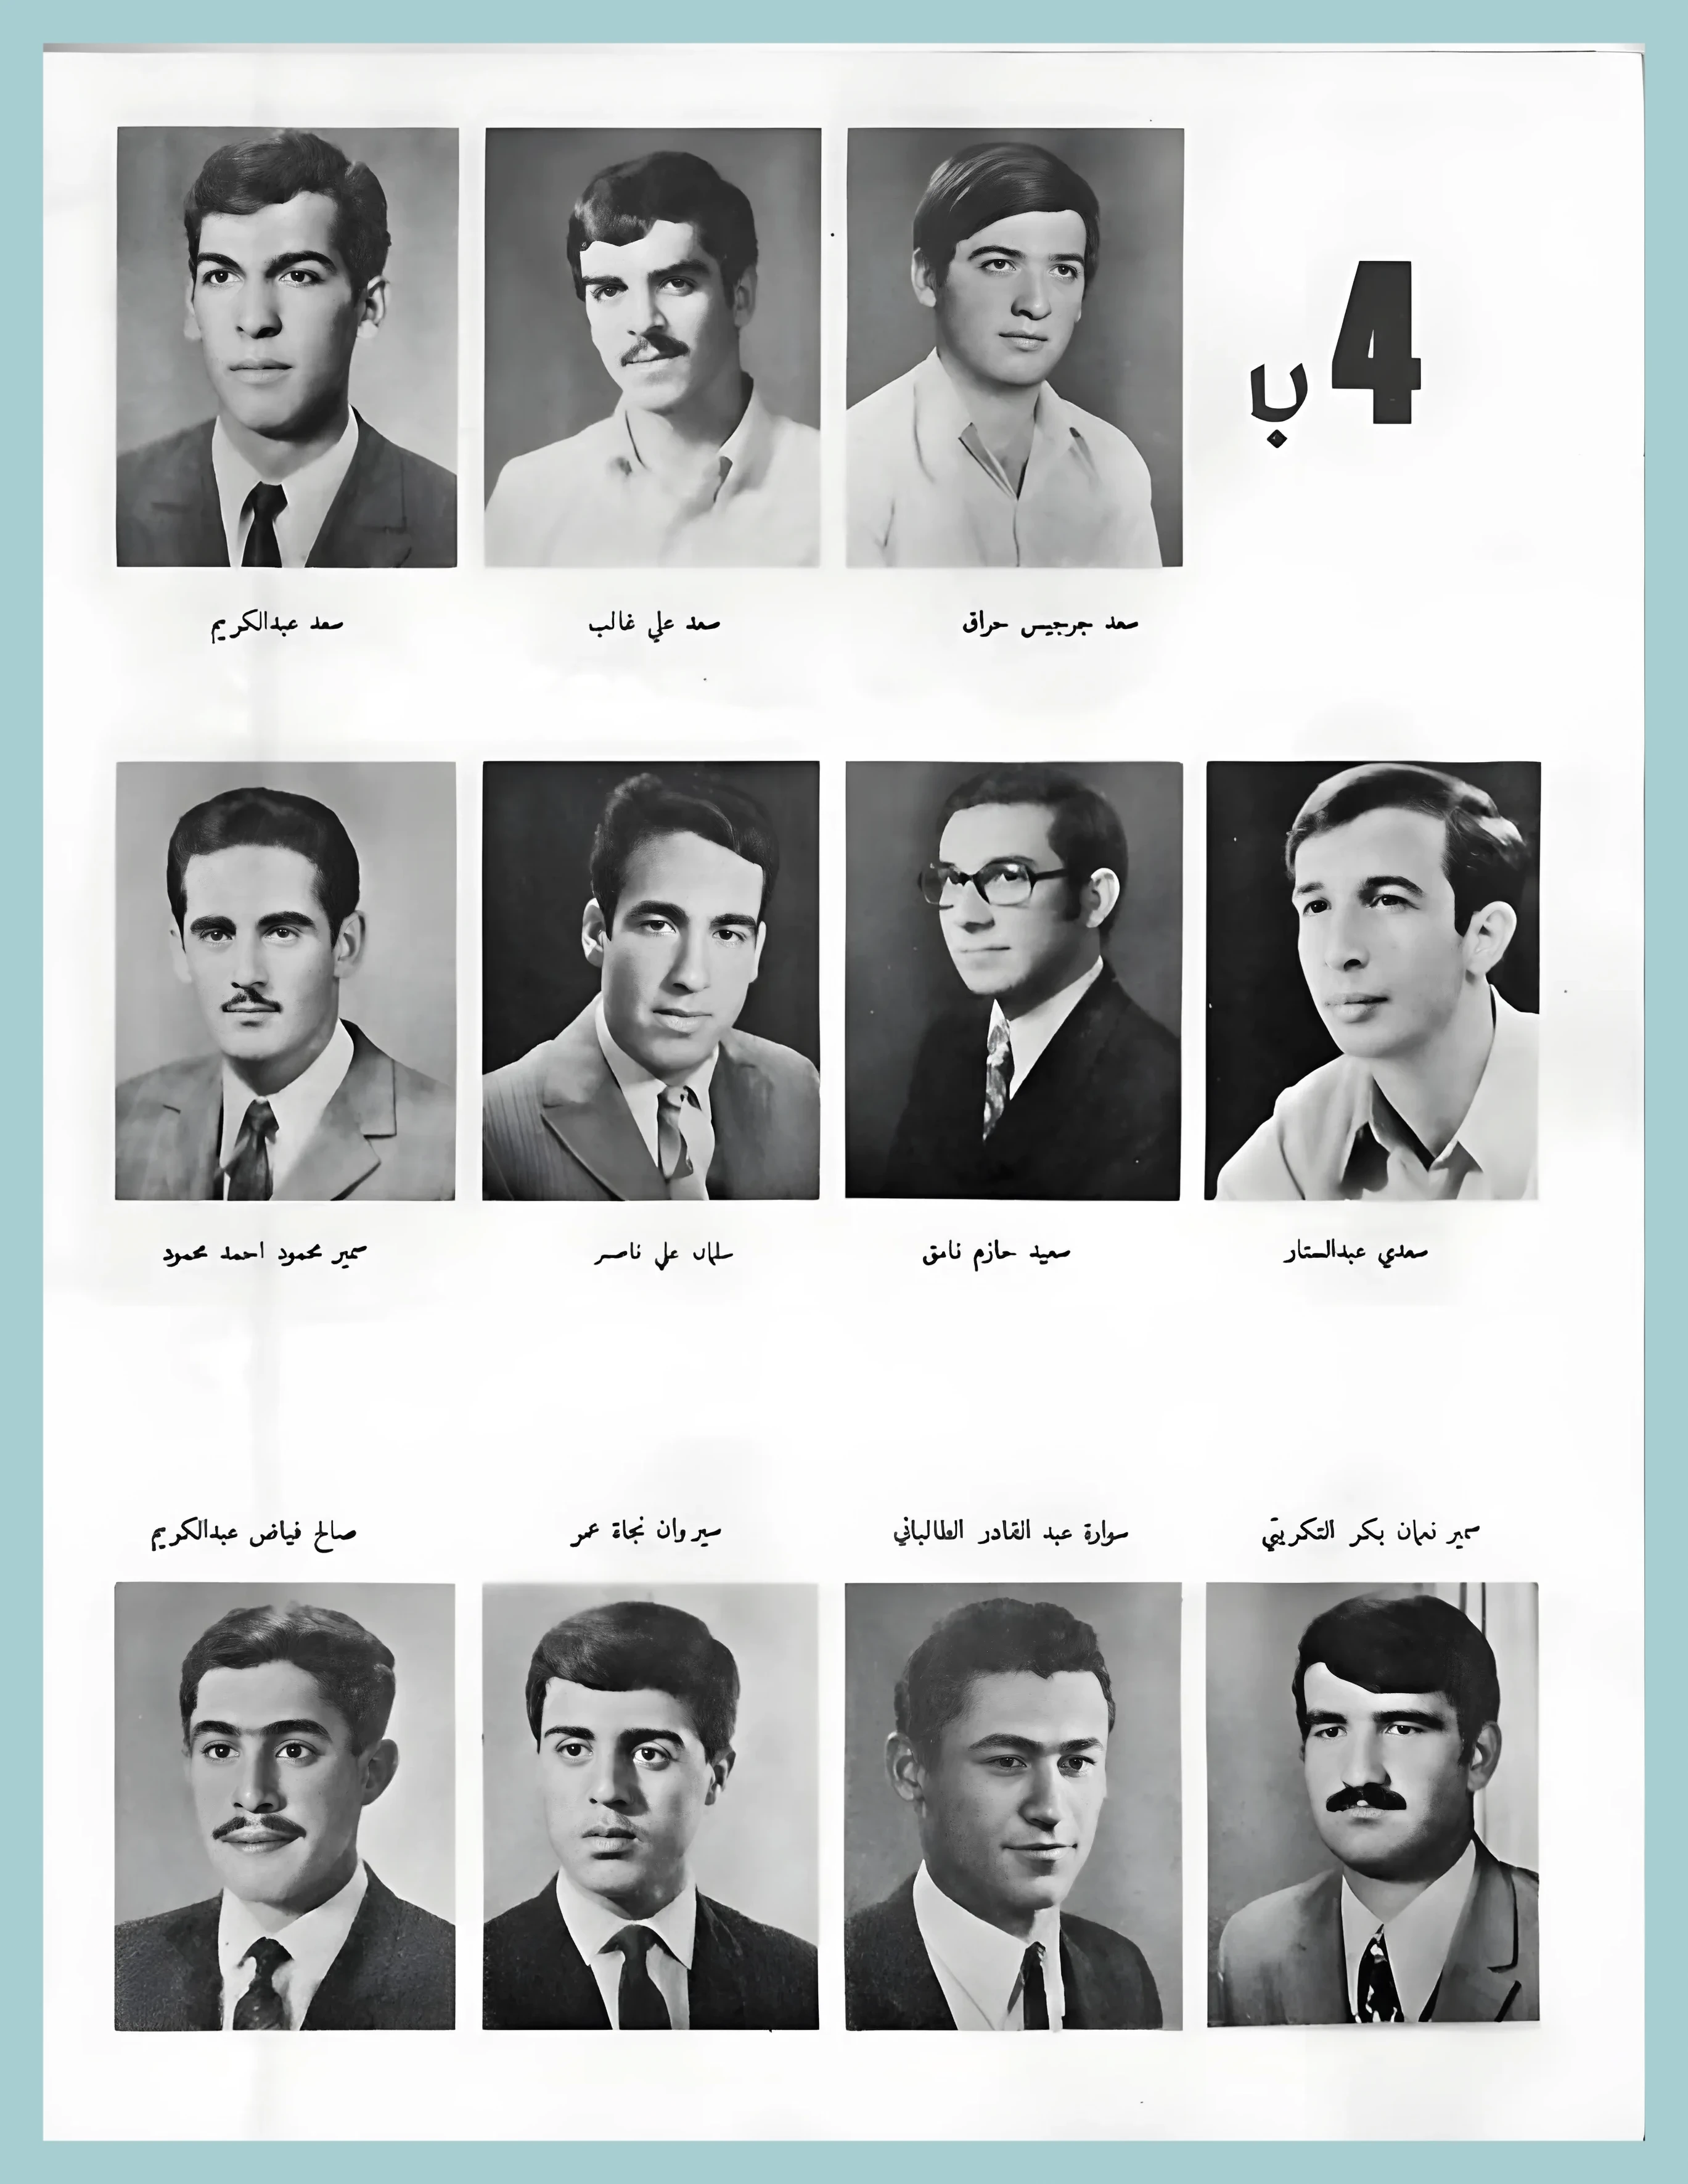 4 ب
سعد جرجيس حراق
سعد علي غالب
سعد عبدالكريم
سعدي عبدالستار
سعيد حازم نامق
سلمان علي ناصر
سمير محمود احمد محمود
سمير نعمان بكر التكريتي
سوارة عبد القادر الطالباني
سيروان نجاة عمر
صالح فياض عبدالكريم